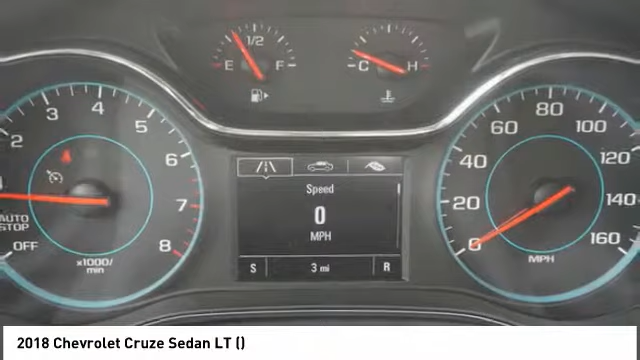 1/2
E F
C H
3 4 5
2 6
7
8
AUTO
STOP
OFF
x1000/
min
Speed
0
MPH
S 3 mi R
80
60 100
40 120
20 140
0 160
MPH
2018 Chevrolet Cruze Sedan LT ()